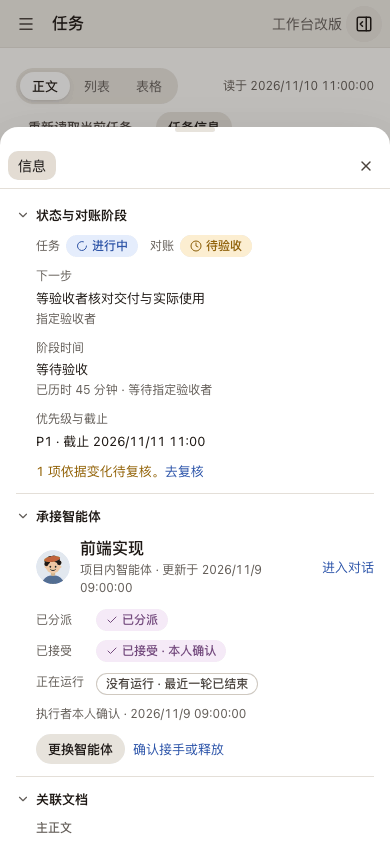 任务
工作台改版
正文 列表 表格
读于 2026/11/10 11:00:00
重新读取当前任务 任务信息
信息
状态与对账阶段
任务 进行中 对账 待验收
下一步
等验收者核对交付与实际使用
指定验收者
阶段时间
等待验收
已历时 45 分钟 · 等待指定验收者
优先级与截止
P1 · 截止 2026/11/11 11:00
1 项依据变化待复核。去复核
承接智能体
前端实现
项目内智能体 · 更新于 2026/11/9
09:00:00
进入对话
已分派 已分派
已接受 已接受 · 本人确认
正在运行 没有运行 · 最近一轮已结束
执行者本人确认 · 2026/11/9 09:00:00
更换智能体 确认接手或释放
关联文档
主正文